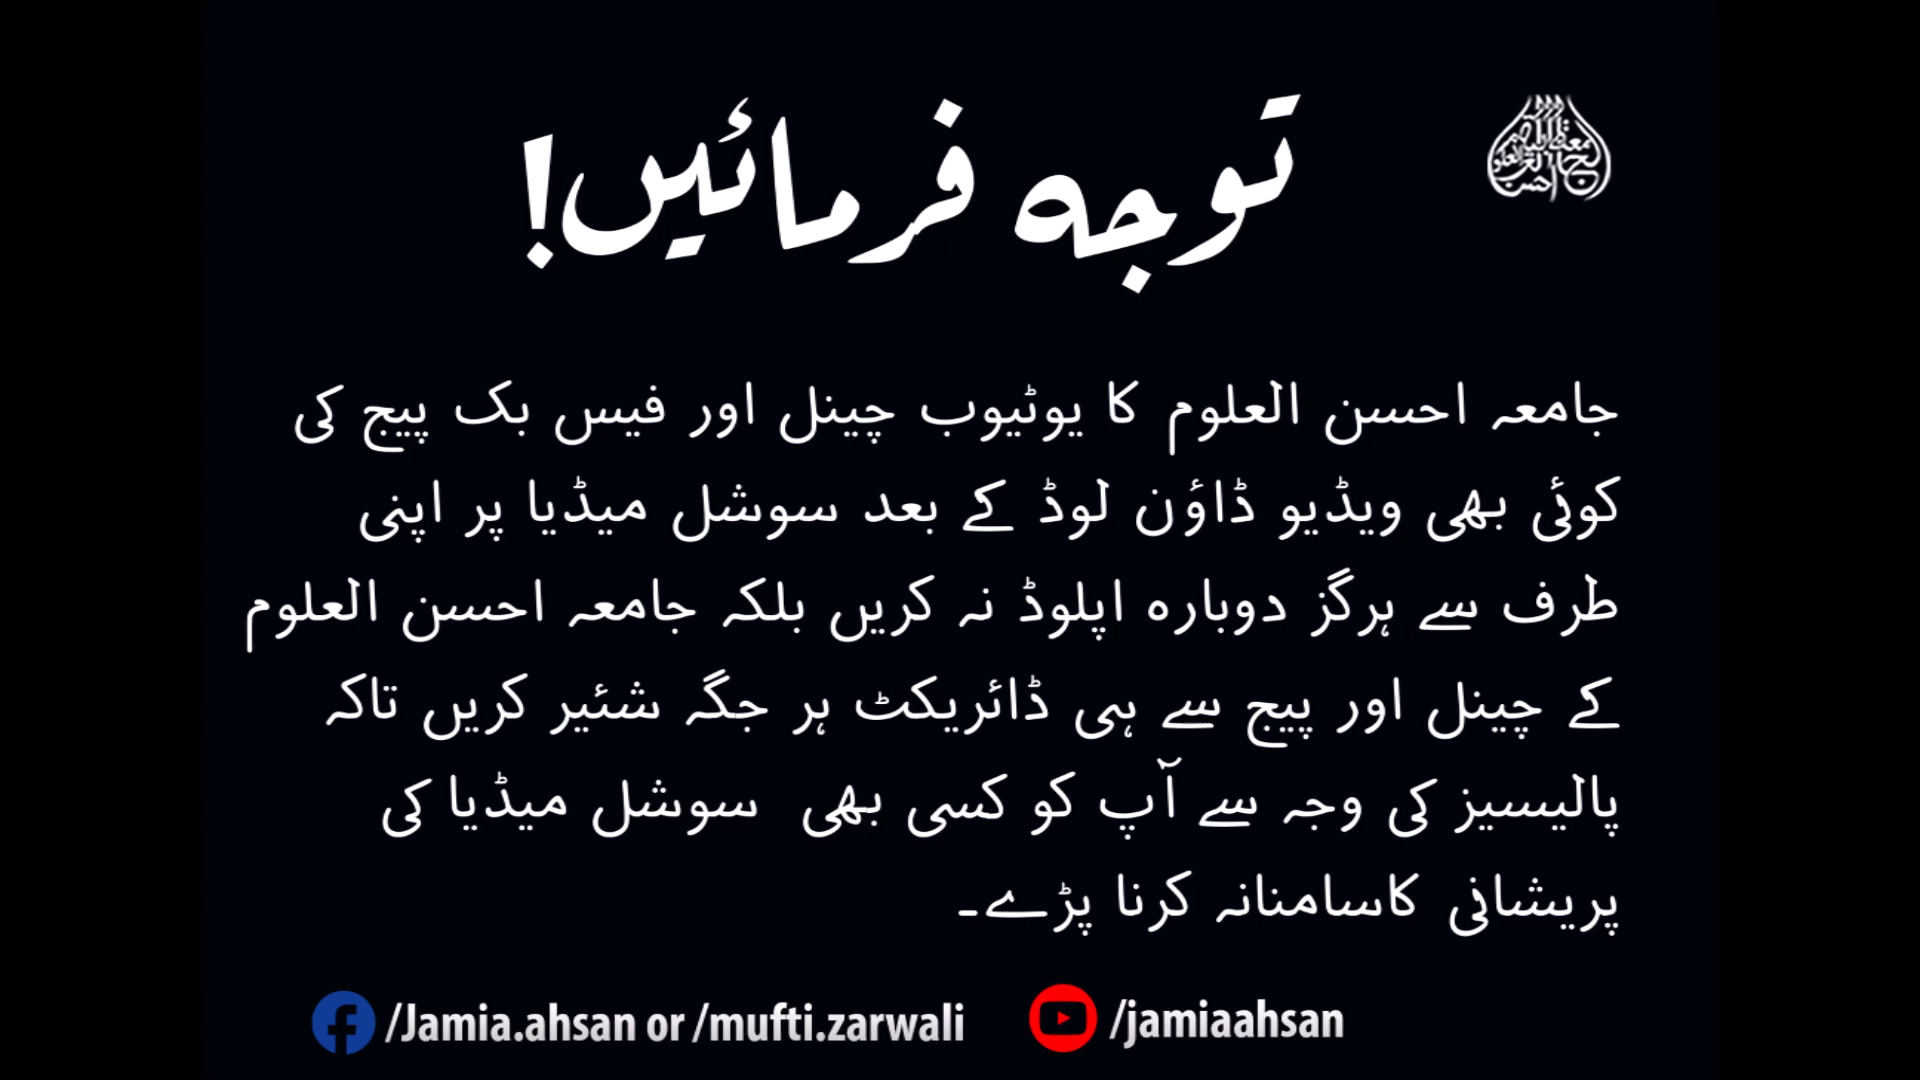 توجہ فرمائیں!
جامعہ احسن العلوم کا یوٹیوب چینل اور فیس بک پیج کی
کوئی بھی ویڈیو ڈاؤن لوڈ کے بعد سوشل میڈیا پر اپنی
طرف سے ہرگز دوبارہ اپلوڈ نہ کریں بلکہ جامعہ احسن العلوم
کے چینل اور پیج سے ہی ڈائریکٹ ہر جگہ شئیر کریں تاکہ
پالیسیز کی وجہ سے آپ کو کسی بھی سوشل میڈیا کی
پریشانی کاسامنانہ کرنا پڑے۔
/Jamia.ahsan or /mufti.zarwali
/jamiaahsan